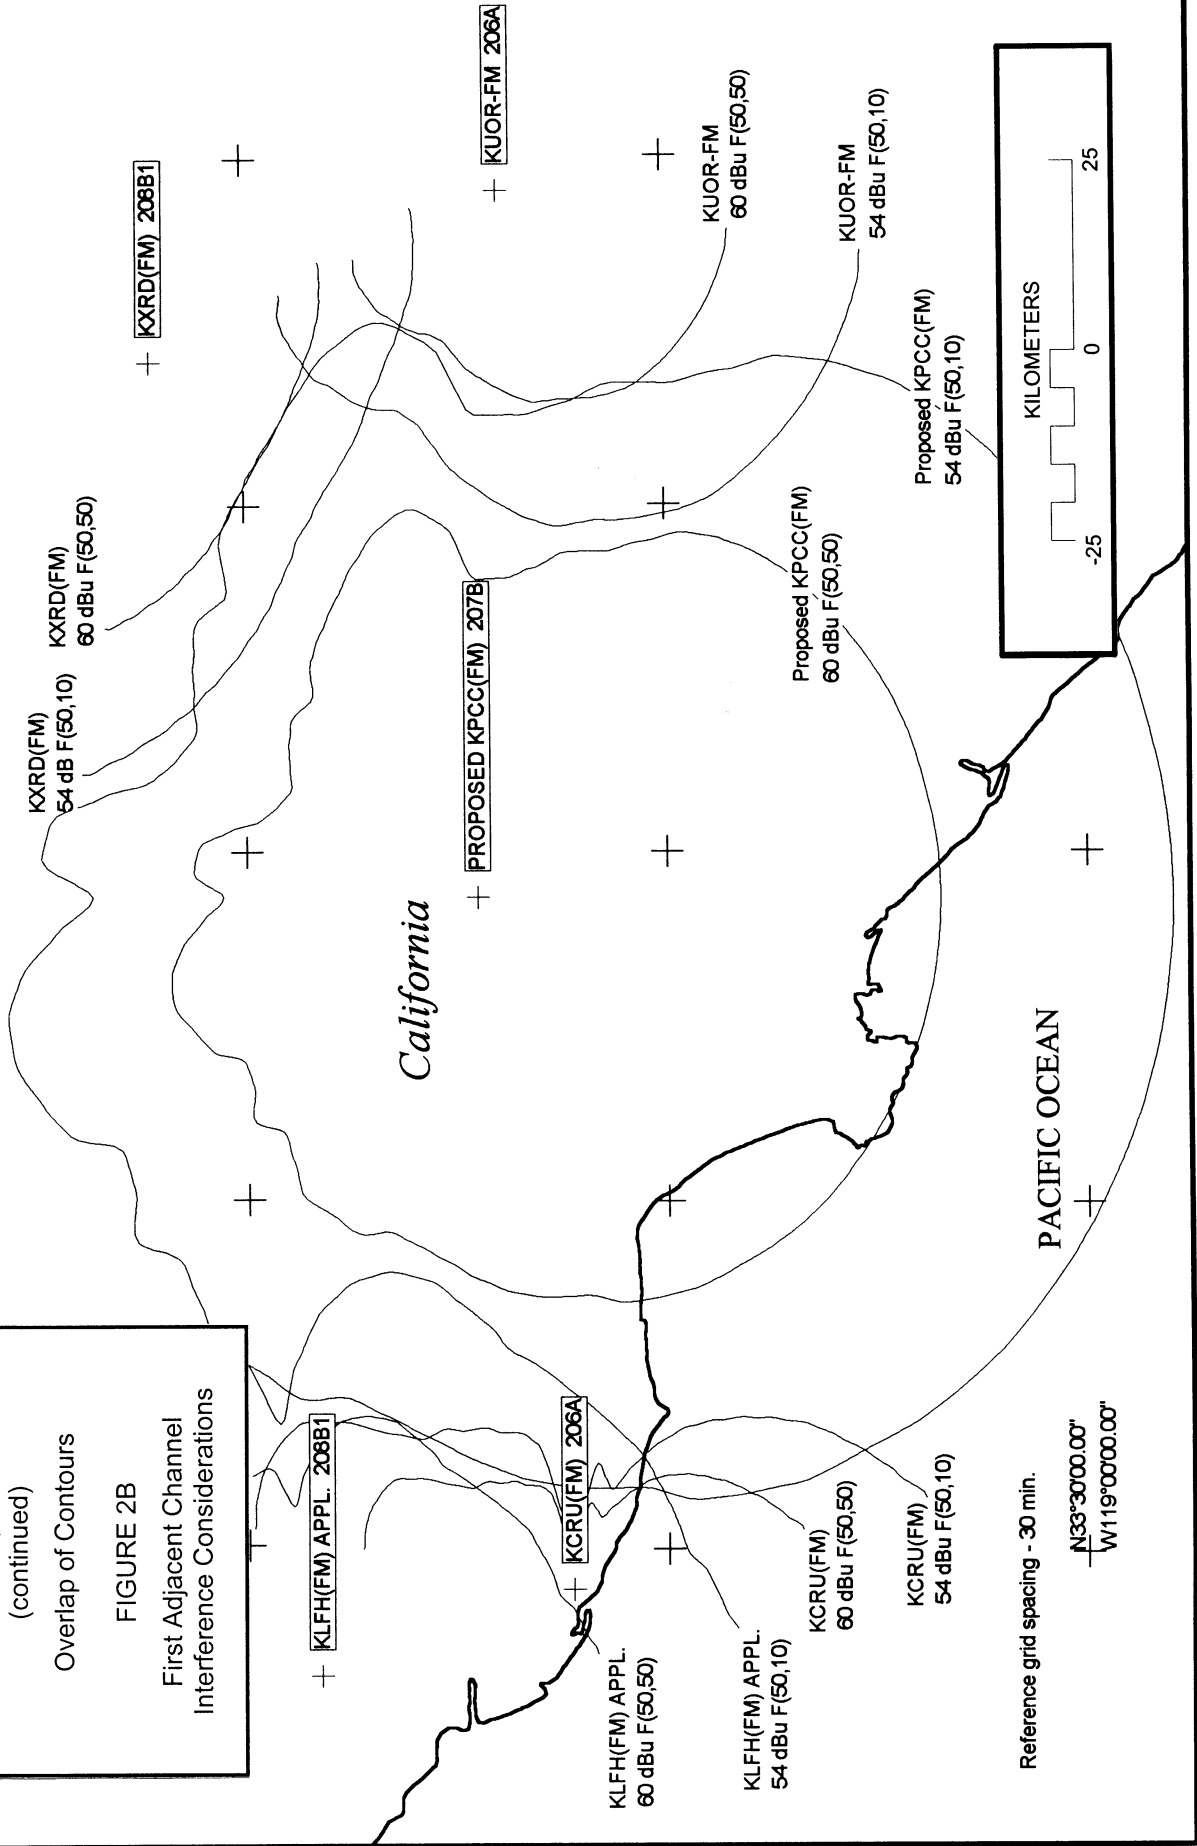 (continued)
Overlap of Contours
FIGURE 2B
First Adjacent Channel
Interference Considerations
KXRD(FM)
54 dB F(50,10)
KXRD(FM)
60 dBu F(50,50)
KXRD(FM) 208B1
KLFH(FM) APPL. 208B1
California
PROPOSED KPCC(FM) 207B
KUOR-FM 206A
KCRU(FM) 206A
KLFH(FM) APPL.
60 dBu F(50,50)
KLFH(FM) APPL.
54 dBu F(50,10)
KCRU(FM)
60 dBu F(50,50)
KCRU(FM)
54 dBu F(50,10)
KUOR-FM
60 dBu F(50,50)
KUOR-FM
54 dBu F(50,10)
Proposed KPCC(FM)
60 dBu F(50,50)
Proposed KPCC(FM)
54 dBu F(50,10)
PACIFIC OCEAN
Reference grid spacing - 30 min.
N33°30'00.00"
W119°00'00.00"
KILOMETERS
-25 0 25